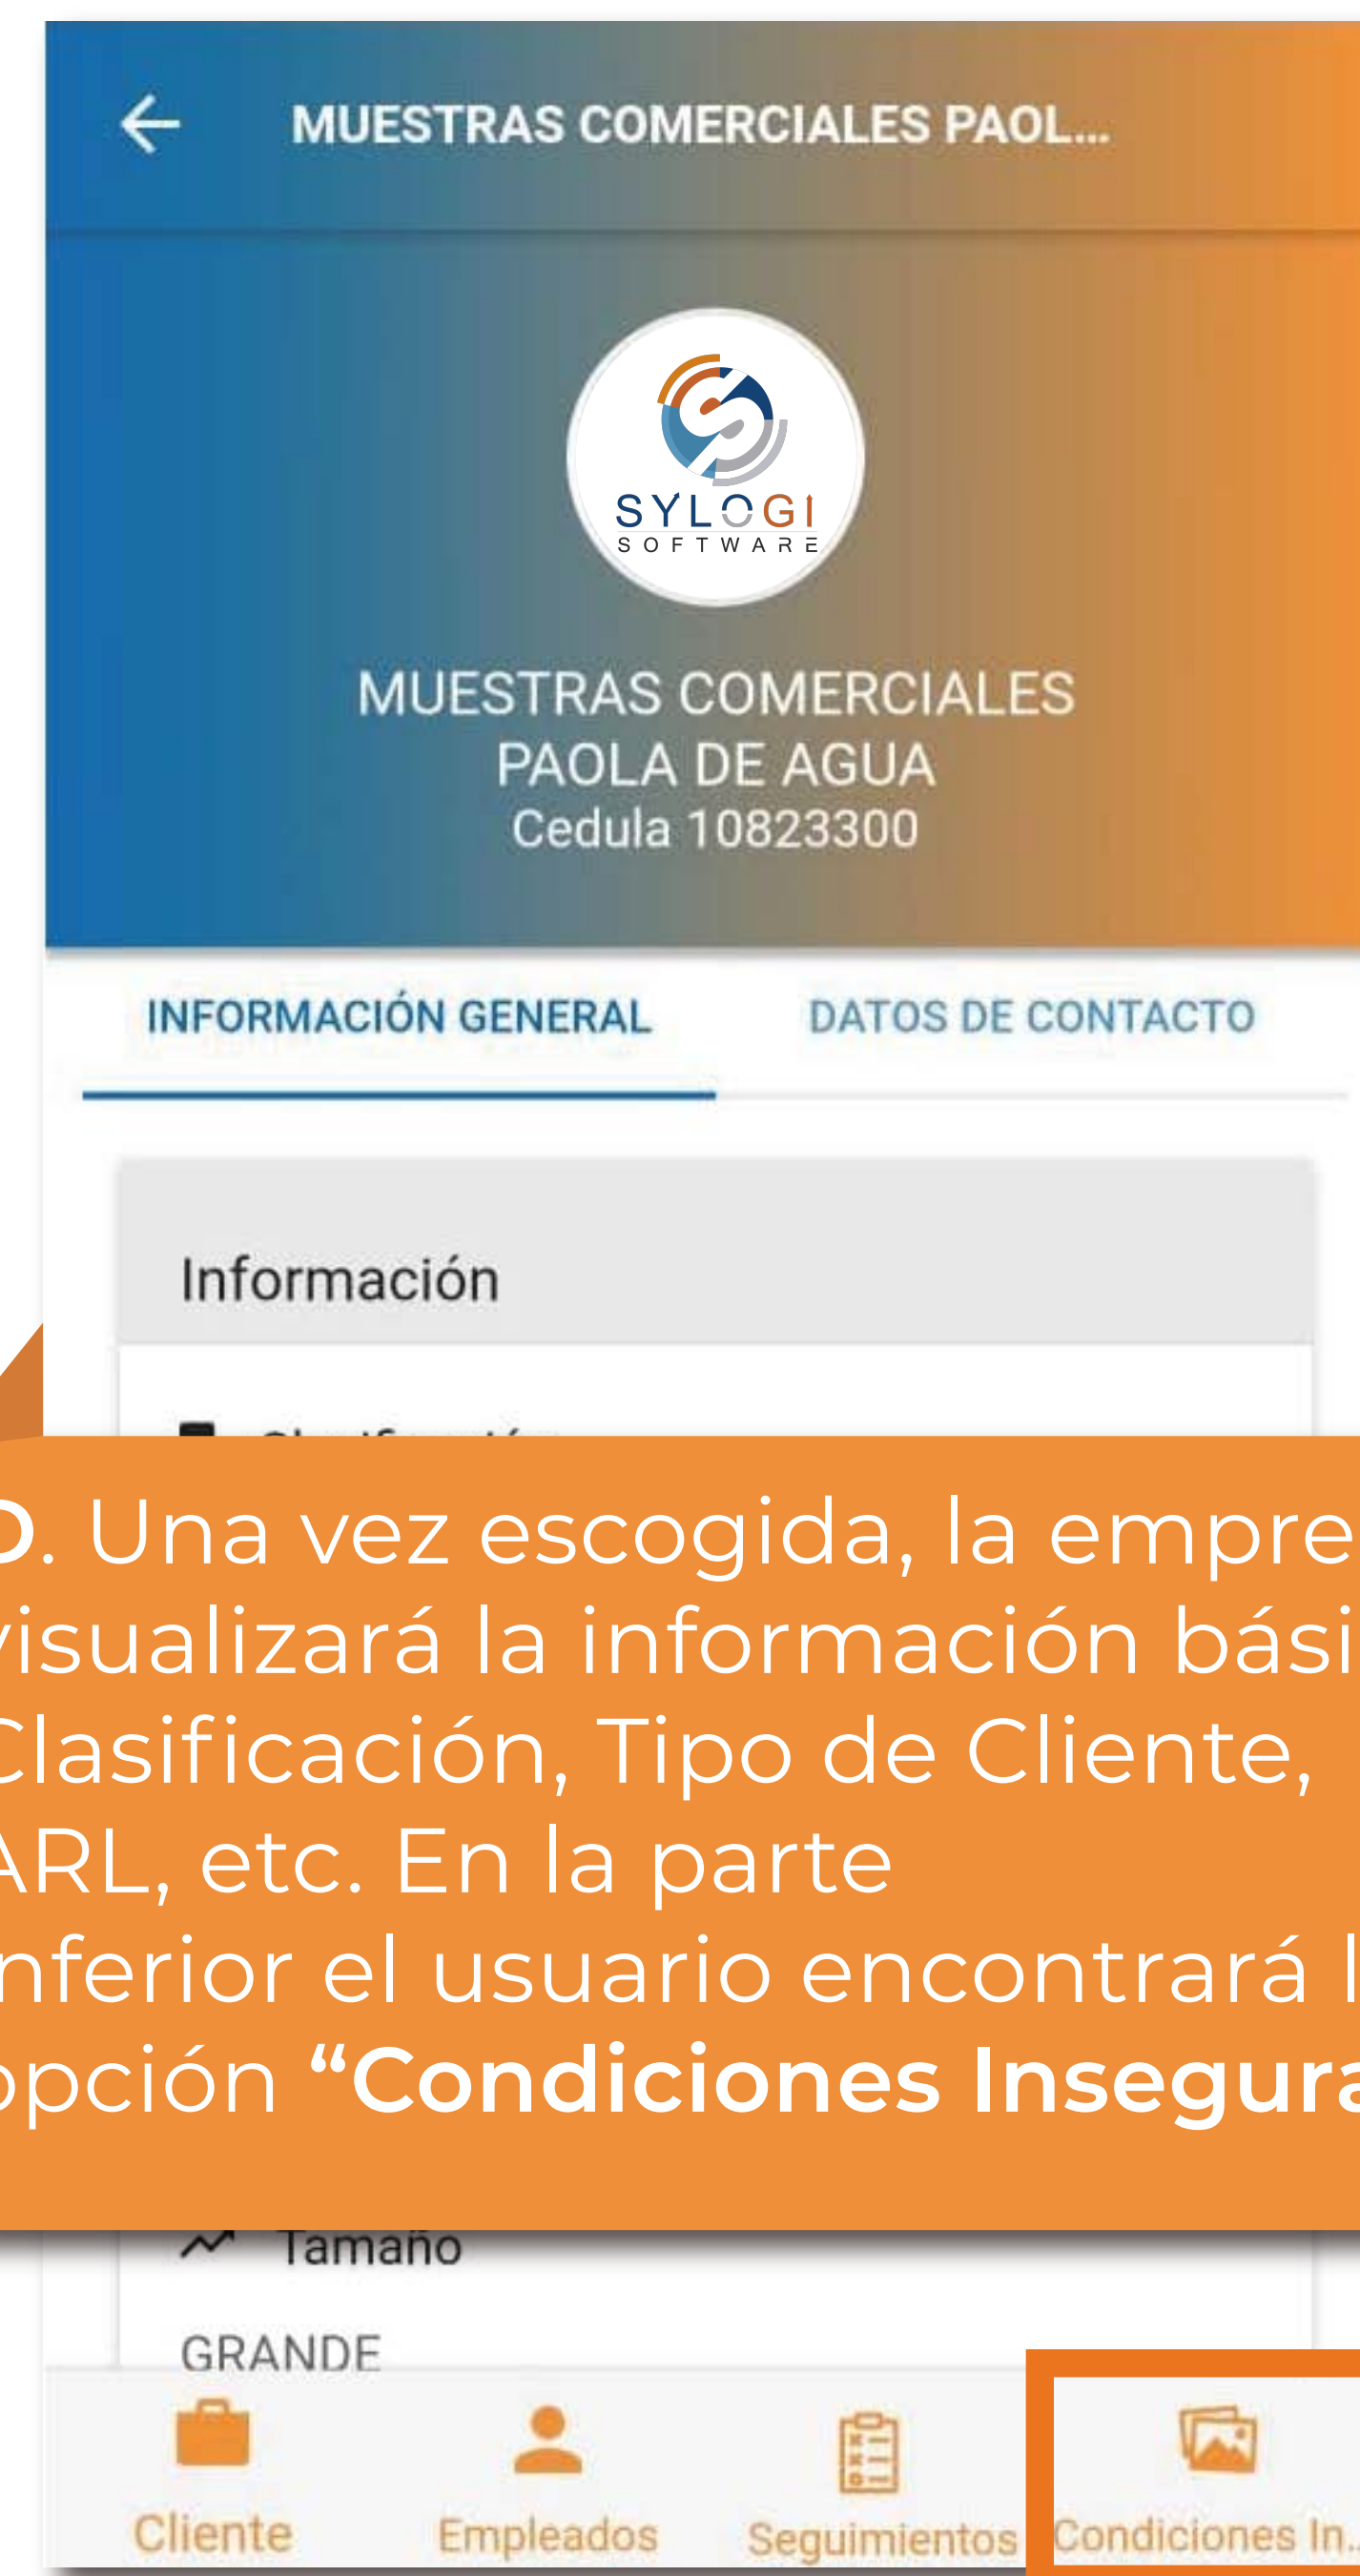 MUESTRAS COMERCIALES PAOL...
SYLOGI
SOFTWARE
MUESTRAS COMERCIALES
PAOLA DE AGUA
Cedula 10823300
INFORMACIÓN GENERAL DATOS DE CONTACTO
Información
O. Una vez escogida, la empre
visualizará la información bási
Clasificación, Tipo de Cliente,
ARL, etc. En la parte
inferior el usuario encontrará l
opción “Condiciones Insegura
Tamaño
GRANDE
Cliente Empleados Seguimientos Condiciones In..